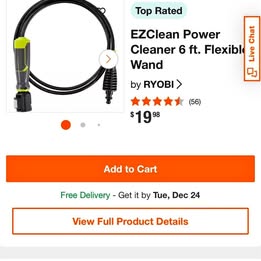 Top Rated
EZClean Power
Cleaner 6 ft. Flexible
Wand
by RYOBI
(56)
$19.98
Add to Cart
Free Delivery - Get it by Tue, Dec 24
View Full Product Details
Live Chat